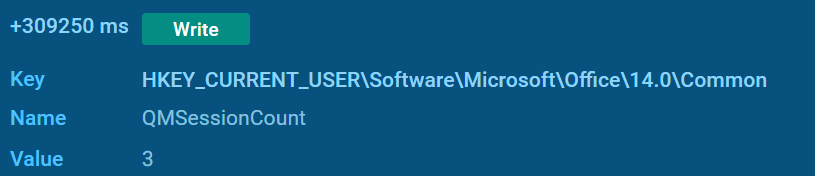 +309250 ms Write
Key HKEY_CURRENT_USER\Software\Microsoft\Office\14.0\Common
Name QMSessionCount
Value 3